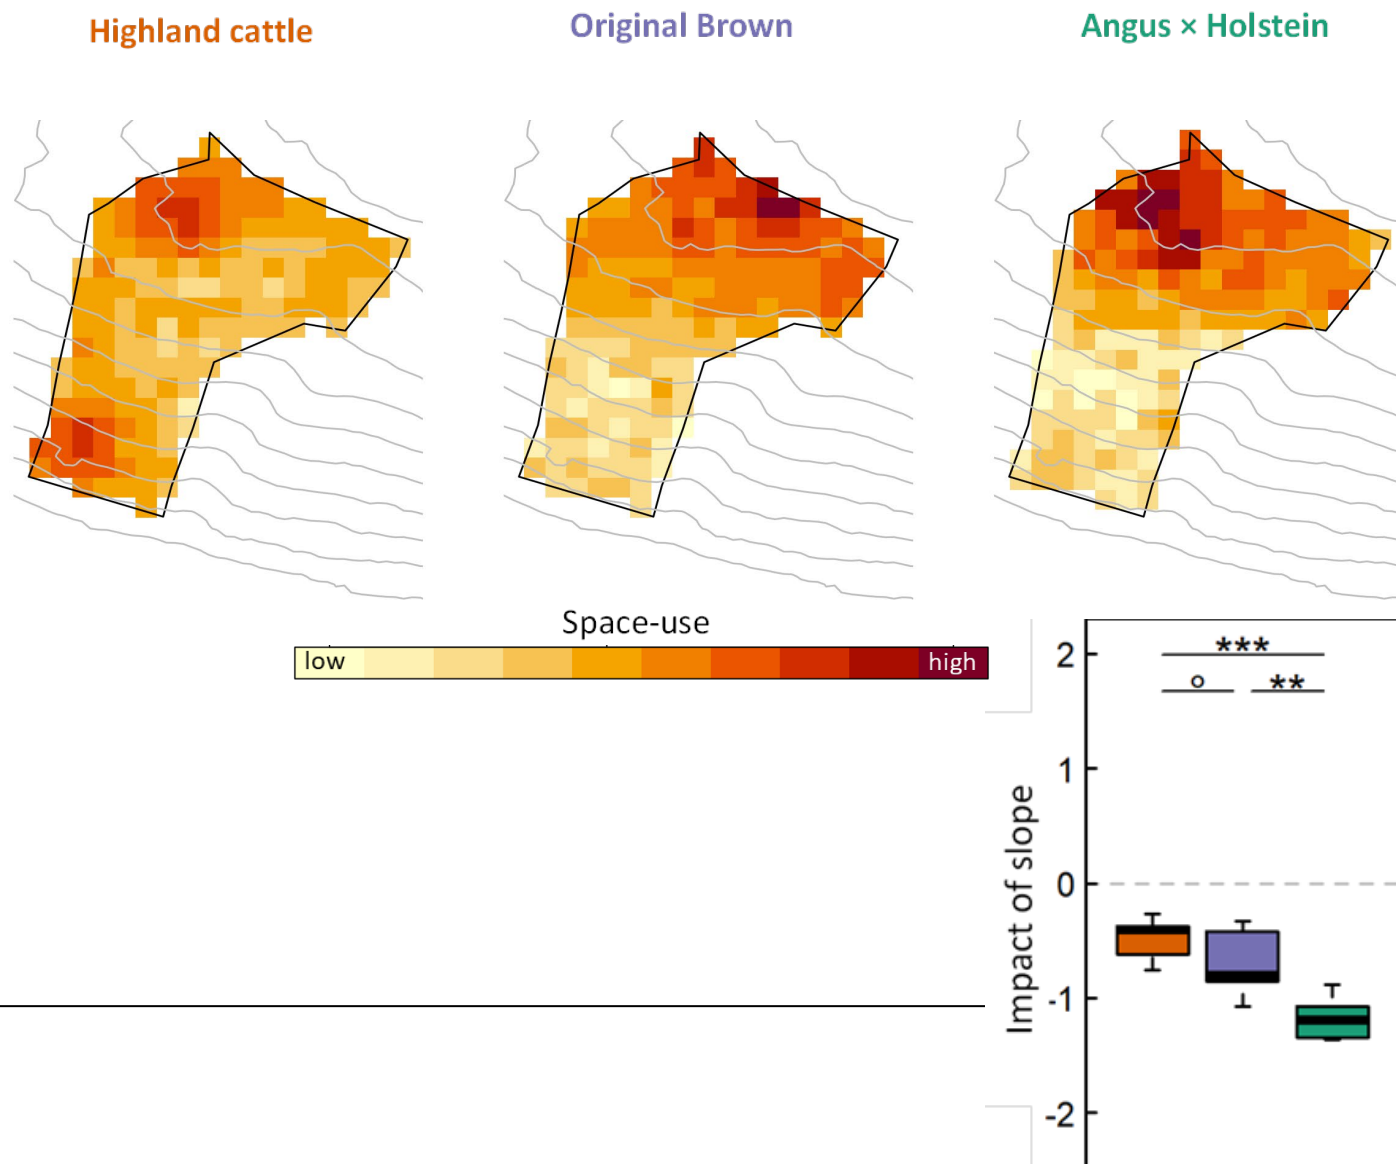 Highland cattle
Original Brown
Angus × Holstein
Space-use
low
high
2
1
0
-1
-2
Impact of slope
***
° **